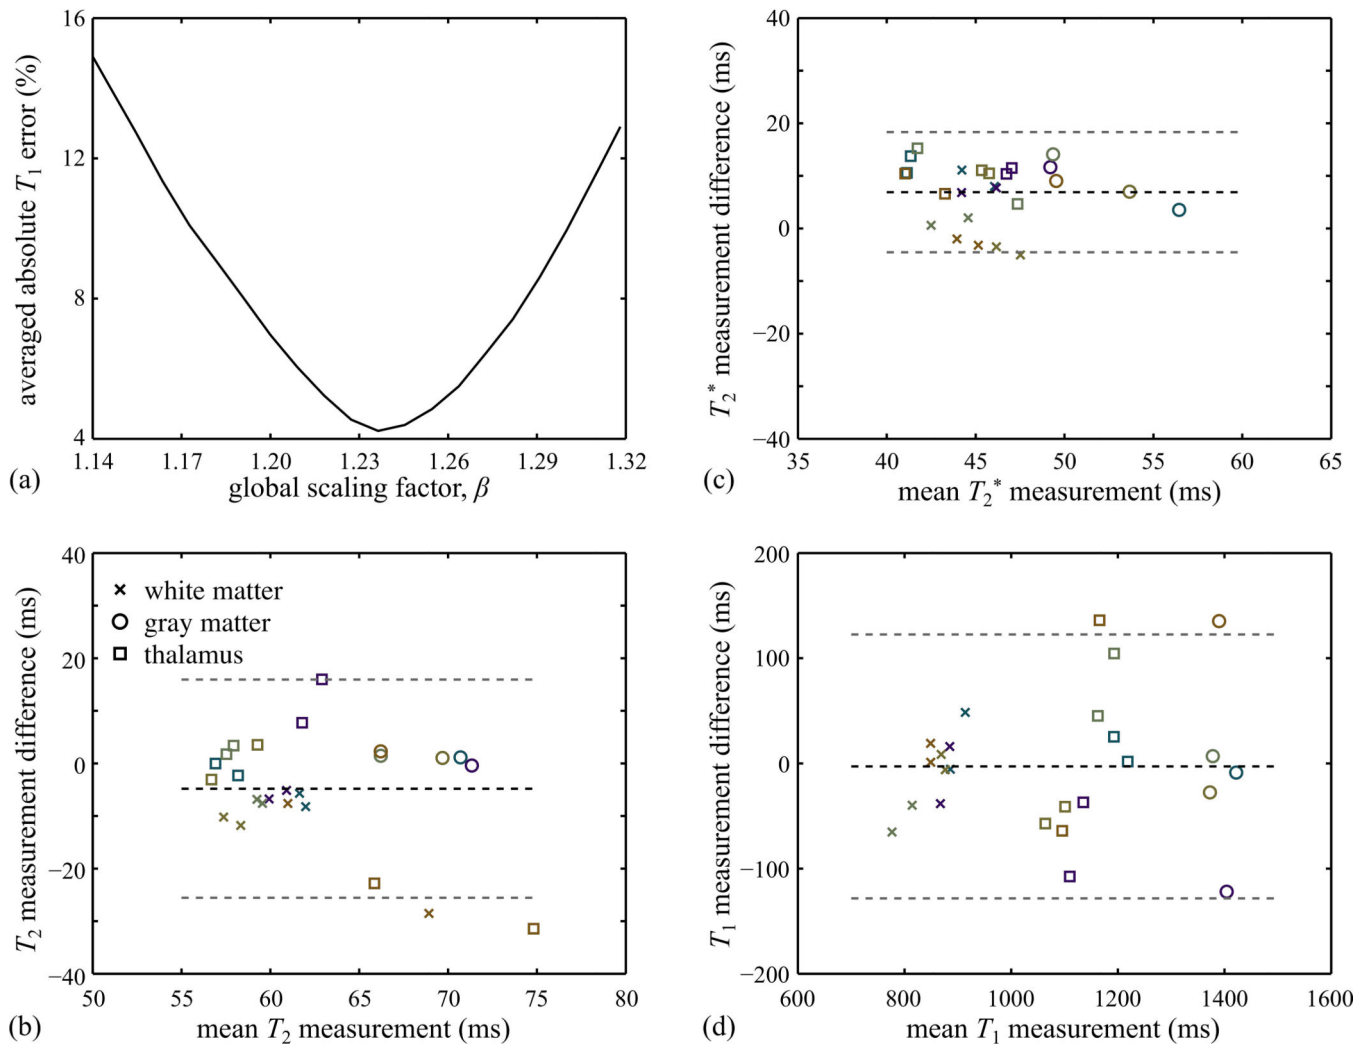 16
12
8
4
averaged absolute T1 error (%)
1.14 1.17 1.20 1.23 1.26 1.29 1.32
(a) global scaling factor, β
40
20
0
−20
−40
T2* measurement difference (ms)
35 40 45 50 55 60 65
(c) mean T2* measurement (ms)
40
20
0
−20
−40
T2 measurement difference (ms)
white matter
gray matter
thalamus
50 55 60 65 70 75 80
(b) mean T2 measurement (ms)
200
100
0
−100
−200
T1 measurement difference (ms)
600 800 1000 1200 1400 1600
(d) mean T1 measurement (ms)